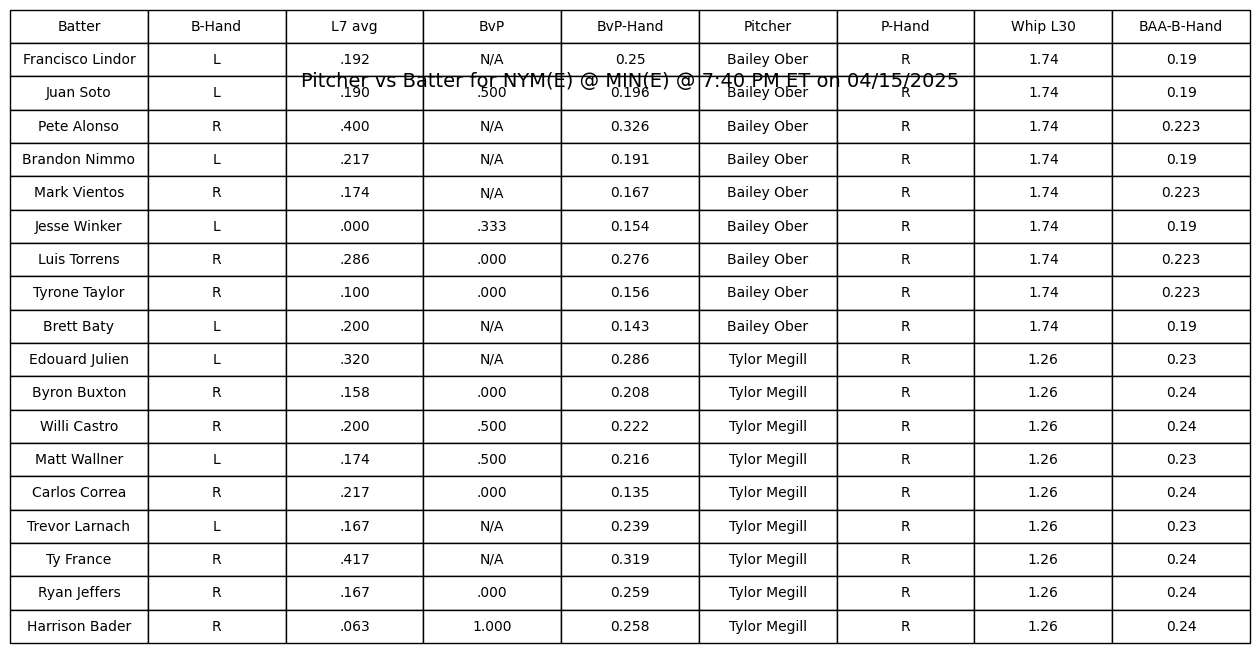 Batter B-Hand L7 avg BvP BvP-Hand Pitcher P-Hand Whip L30 BAA-B-Hand
Francisco Lindor L .192 N/A 0.25 Bailey Ober R 1.74 0.19
Pitcher vs Batter for NYM(E) @ MIN(E) @ 7:40 PM ET on 04/15/2025
Juan Soto L .190 .500 0.196 Bailey Ober R 1.74 0.19
Pete Alonso R .400 N/A 0.326 Bailey Ober R 1.74 0.223
Brandon Nimmo L .217 N/A 0.191 Bailey Ober R 1.74 0.19
Mark Vientos R .174 N/A 0.167 Bailey Ober R 1.74 0.223
Jesse Winker L .000 .333 0.154 Bailey Ober R 1.74 0.19
Luis Torrens R .286 .000 0.276 Bailey Ober R 1.74 0.223
Tyrone Taylor R .100 .000 0.156 Bailey Ober R 1.74 0.223
Brett Baty L .200 N/A 0.143 Bailey Ober R 1.74 0.19
Edouard Julien L .320 N/A 0.286 Tylor Megill R 1.26 0.23
Byron Buxton R .158 .000 0.208 Tylor Megill R 1.26 0.24
Willi Castro R .200 .500 0.222 Tylor Megill R 1.26 0.24
Matt Wallner L .174 .500 0.216 Tylor Megill R 1.26 0.23
Carlos Correa R .217 .000 0.135 Tylor Megill R 1.26 0.24
Trevor Larnach L .167 N/A 0.239 Tylor Megill R 1.26 0.23
Ty France R .417 N/A 0.319 Tylor Megill R 1.26 0.24
Ryan Jeffers R .167 .000 0.259 Tylor Megill R 1.26 0.24
Harrison Bader R .063 1.000 0.258 Tylor Megill R 1.26 0.24